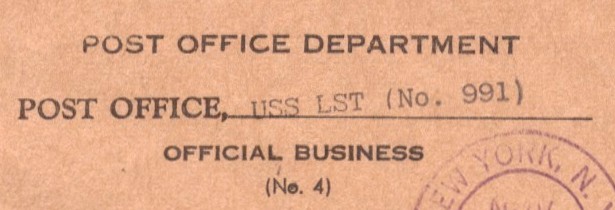 POST OFFICE DEPARTMENT
POST OFFICE, USS LST (No. 991)
OFFICIAL BUSINESS
(No. 4)
NEW YORK, N.